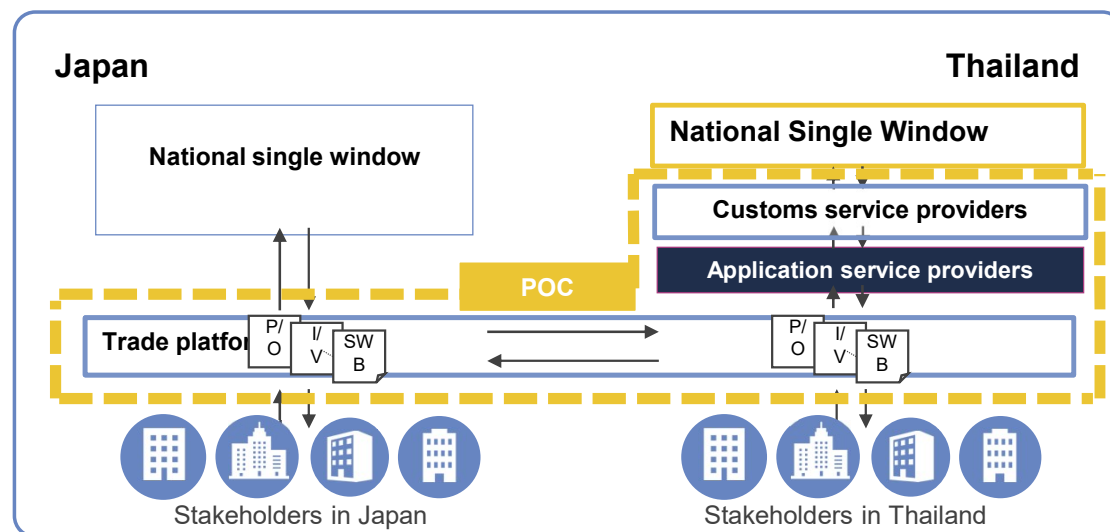 Japan
Thailand
National single window
National Single Window
Customs service providers
Application service providers
POC
Trade platfor
P/
O
I/
V
SW
B
P/
O
I/
V
SW
B
Stakeholders in Japan
Stakeholders in Thailand